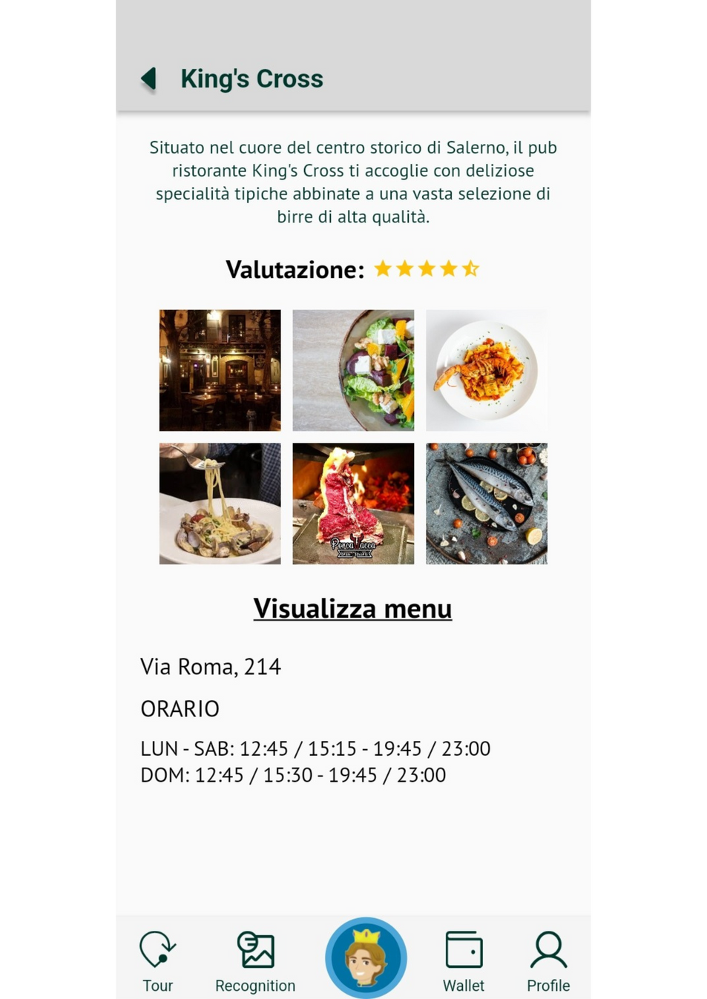 King's Cross
Situato nel cuore del centro storico di Salerno, il pub
ristorante King's Cross ti accoglie con deliziose
specialità tipiche abbinate a una vasta selezione di
birre di alta qualità.
Valutazione:
Porca Vacca
Visualizza menu
Via Roma, 214
ORARIO
LUN - SAB: 12:45 / 15:15 - 19:45 / 23:00
DOM: 12:45 / 15:30 - 19:45 / 23:00
Tour
Recognition
Wallet
Profile